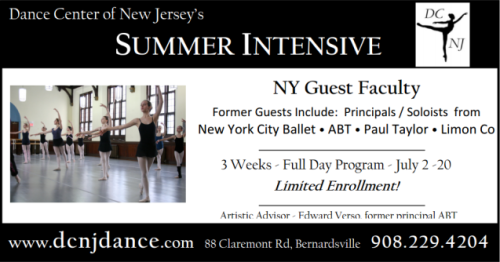 Dance Center of New Jersey's
SUMMER INTENSIVE
DC
NJ
NY Guest Faculty
Former Guests Include: Principals / Soloists from
New York City Ballet • ABT • Paul Taylor • Limon Co
3 Weeks - Full Day Program - July 2 -20
Limited Enrollment!
Artistic Advisor - Edward Verso, former principal ABT
www.dcnjdance.com 88 Claremont Rd, Bernardsville 908.229.4204